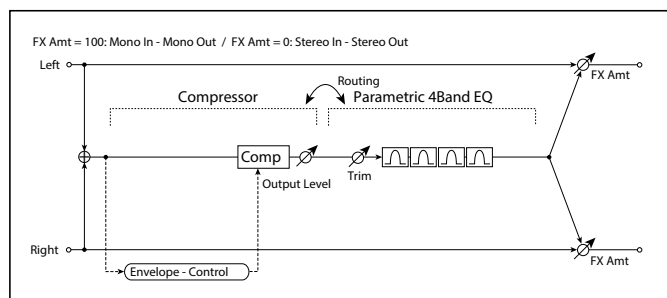 FX Amt = 100: Mono In - Mono Out / FX Amt = 0: Stereo In - Stereo Out
Left
FX Amt
Routing
Compressor
Parametric 4Band EQ
Comp
Output Level
Trim
Right
FX Amt
Envelope - Control